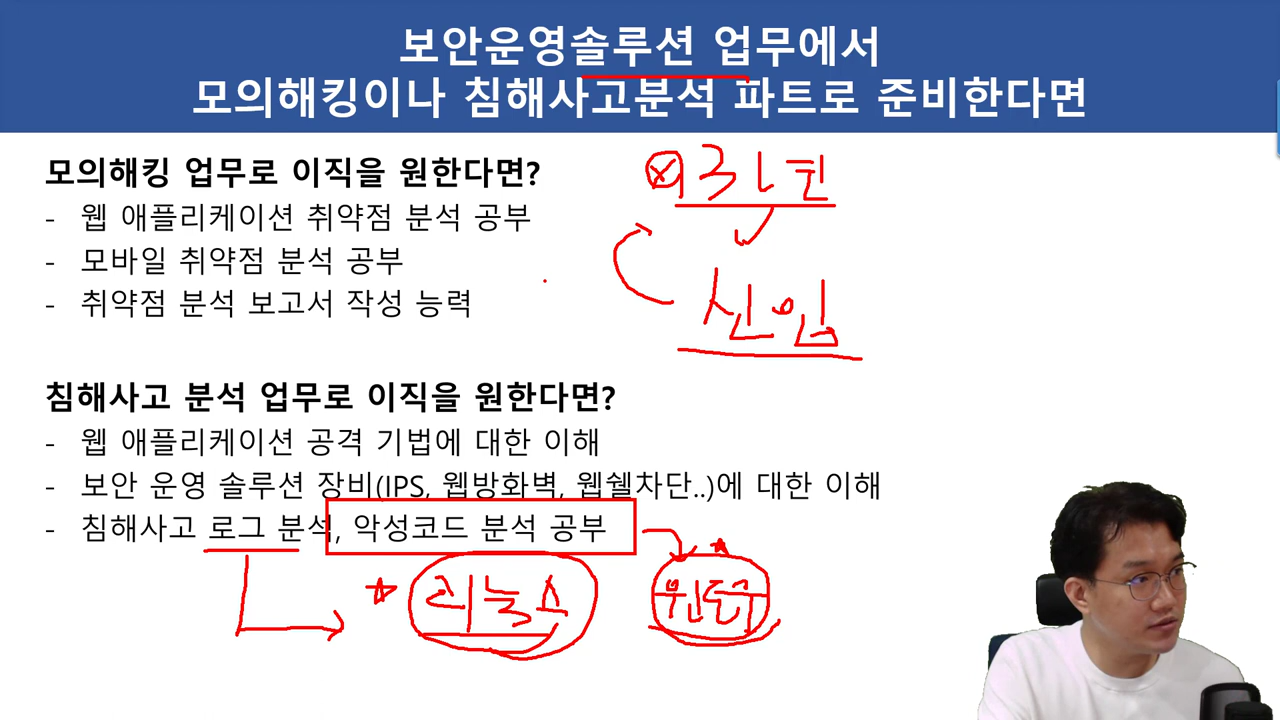 보안운영솔루션 업무에서
모의해킹이나 침해사고분석 파트로 준비한다면
모의해킹 업무로 이직을 원한다면?
- 웹 애플리케이션 취약점 분석 공부
- 모바일 취약점 분석 공부
- 취약점 분석 보고서 작성 능력
신입
침해사고 분석 업무로 이직을 원한다면?
- 웹 애플리케이션 공격 기법에 대한 이해
- 보안 운영 솔루션 장비(IPS, 웹방화벽, 웹쉘차단..)에 대한 이해
- 침해사고 로그 분석, 악성코드 분석 공부
리눅스 윈도우